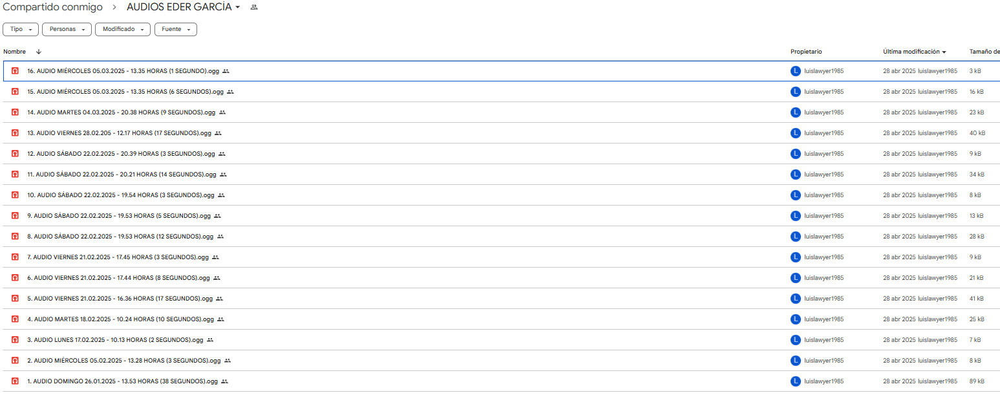 Compartido conmigo > AUDIOS EDER GARCÍA
Tipo Personas Modificado Fuente
Nombre Propietario Última modificación Tamaño de
16. AUDIO MIÉRCOLES 05.03.2025 - 13.35 HORAS (1 SEGUNDO).ogg L luislawyer1985 28 abr 2025 luislawyer1985 3 kB
15. AUDIO MIÉRCOLES 05.03.2025 - 13.35 HORAS (6 SEGUNDOS).ogg L luislawyer1985 28 abr 2025 luislawyer1985 16 kB
14. AUDIO MARTES 04.03.2025 - 20.38 HORAS (9 SEGUNDOS).ogg L luislawyer1985 28 abr 2025 luislawyer1985 23 kB
13. AUDIO VIERNES 28.02.205 - 12.17 HORAS (17 SEGUNDOS).ogg L luislawyer1985 28 abr 2025 luislawyer1985 40 kB
12. AUDIO SÁBADO 22.02.2025 - 20.39 HORAS (3 SEGUNDOS).ogg L luislawyer1985 28 abr 2025 luislawyer1985 9 kB
11. AUDIO SÁBADO 22.02.2025 - 20.21 HORAS (14 SEGUNDOS).ogg L luislawyer1985 28 abr 2025 luislawyer1985 34 kB
10. AUDIO SÁBADO 22.02.2025 - 19.54 HORAS (3 SEGUNDOS).ogg L luislawyer1985 28 abr 2025 luislawyer1985 8 kB
9. AUDIO SÁBADO 22.02.2025 - 19.53 HORAS (5 SEGUNDOS).ogg L luislawyer1985 28 abr 2025 luislawyer1985 13 kB
8. AUDIO SÁBADO 22.02.2025 - 19.53 HORAS (12 SEGUNDOS).ogg L luislawyer1985 28 abr 2025 luislawyer1985 28 kB
7. AUDIO VIERNES 21.02.2025 - 17.45 HORAS (3 SEGUNDOS).ogg L luislawyer1985 28 abr 2025 luislawyer1985 9 kB
6. AUDIO VIERNES 21.02.2025 - 17.44 HORAS (8 SEGUNDOS).ogg L luislawyer1985 28 abr 2025 luislawyer1985 21 kB
5. AUDIO VIERNES 21.02.2025 - 16.36 HORAS (17 SEGUNDOS).ogg L luislawyer1985 28 abr 2025 luislawyer1985 41 kB
4. AUDIO MARTES 18.02.2025 - 10.24 HORAS (10 SEGUNDOS).ogg L luislawyer1985 28 abr 2025 luislawyer1985 25 kB
3. AUDIO LUNES 17.02.2025 - 10.13 HORAS (2 SEGUNDOS).ogg L luislawyer1985 28 abr 2025 luislawyer1985 7 kB
2. AUDIO MIÉRCOLES 05.02.2025 - 13.28 HORAS (3 SEGUNDOS).ogg L luislawyer1985 28 abr 2025 luislawyer1985 8 kB
1. AUDIO DOMINGO 26.01.2025 - 13.53 HORAS (38 SEGUNDOS).ogg L luislawyer1985 28 abr 2025 luislawyer1985 89 kB